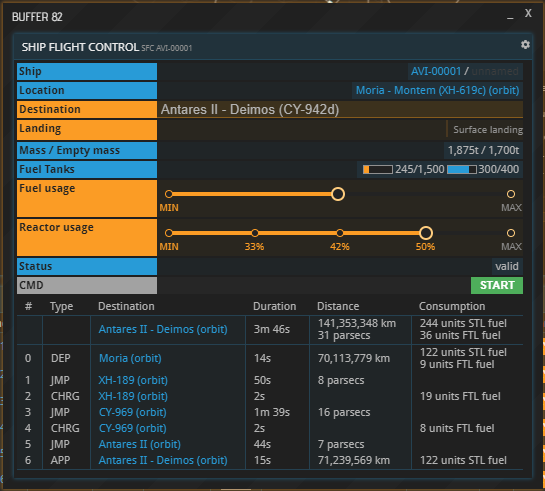 BUFFER 82
_ X
SHIP FLIGHT CONTROL SFC AVI-00001
Ship AVI-00001 / unnamed
Location Moria - Montem (XH-619c) (orbit)
Destination Antares II - Deimos (CY-942d)
Landing Surface landing
Mass / Empty mass 1,875t / 1,700t
Fuel Tanks 245/1,500 300/400
Fuel usage
MIN MAX
Reactor usage
MIN 33% 42% 50% MAX
Status valid
CMD START
# Type Destination Duration Distance Consumption
Antares II - Deimos (orbit) 3m 46s 141,353,348 km 244 units STL fuel
31 parsecs 36 units FTL fuel
0 DEP Moria (orbit) 14s 70,113,779 km 122 units STL fuel
9 units FTL fuel
1 JMP XH-189 (orbit) 50s 8 parsecs
2 CHRG XH-189 (orbit) 2s 19 units FTL fuel
3 JMP CY-969 (orbit) 1m 39s 16 parsecs
4 CHRG CY-969 (orbit) 2s 8 units FTL fuel
5 JMP Antares II (orbit) 44s 7 parsecs
6 APP Antares II - Deimos (orbit) 15s 71,239,569 km 122 units STL fuel